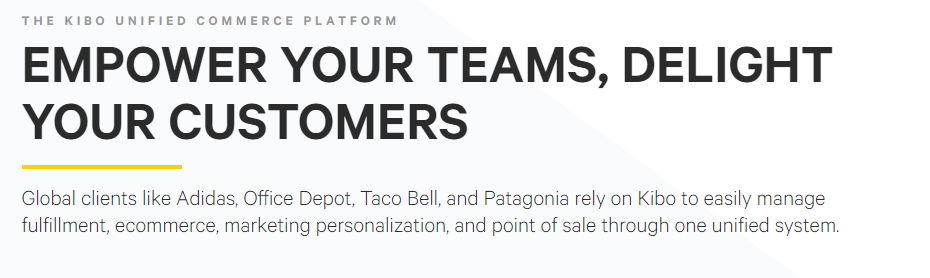 THE KIBO UNIFIED COMMERCE PLATFORM
EMPOWER YOUR TEAMS, DELIGHT
YOUR CUSTOMERS
Global clients like Adidas, Office Depot, Taco Bell, and Patagonia rely on Kibo to easily manage
fulfillment, ecommerce, marketing personalization, and point of sale through one unified system.